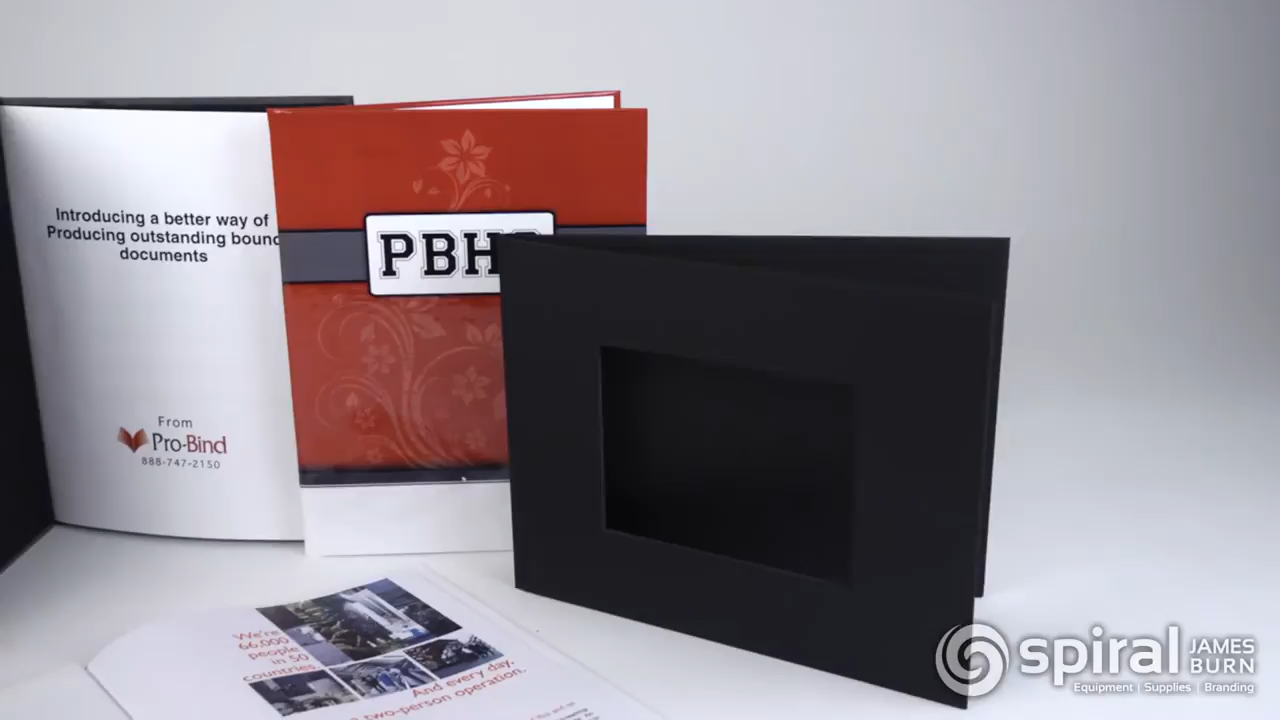 Introducing a better way of
Producing outstanding bound
documents
From
Pro-Bind
888-747-2150
PBH
We're
66,000
people
in 50
countries
And every day.
two-person operation.
spiral
JAMES
BURN
Equipment | Supplies | Branding